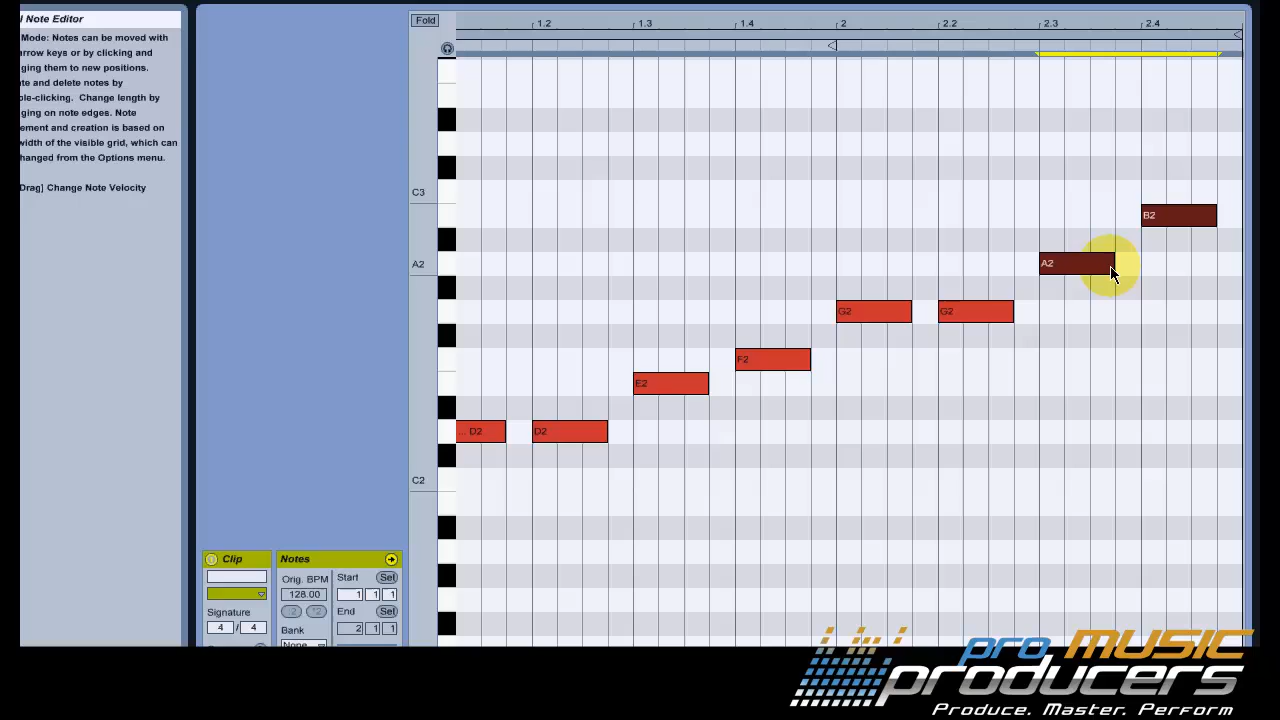 l Note Editor
Mode: Notes can be moved with
rrow keys or by clicking and
ging them to new positions.
te and delete notes by
ole-clicking. Change length by
ging on note edges. Note
ement and creation is based on
width of the visible grid, which can
hanged from the Options menu.
Drag] Change Note Velocity
Fold
1.2
1.3
1.4
2
2.2
2.3
2.4
C3
B2
A2
A2
G2
G2
F2
E2
... D2
D2
C2
Clip
Notes
Signature
4 / 4
Orig. BPM
128.00
:2
*2
Bank
None
Start
Set
1 1 1
End
Set
2 1 1
pro MUSIC
producers
Produce. Master. Perform